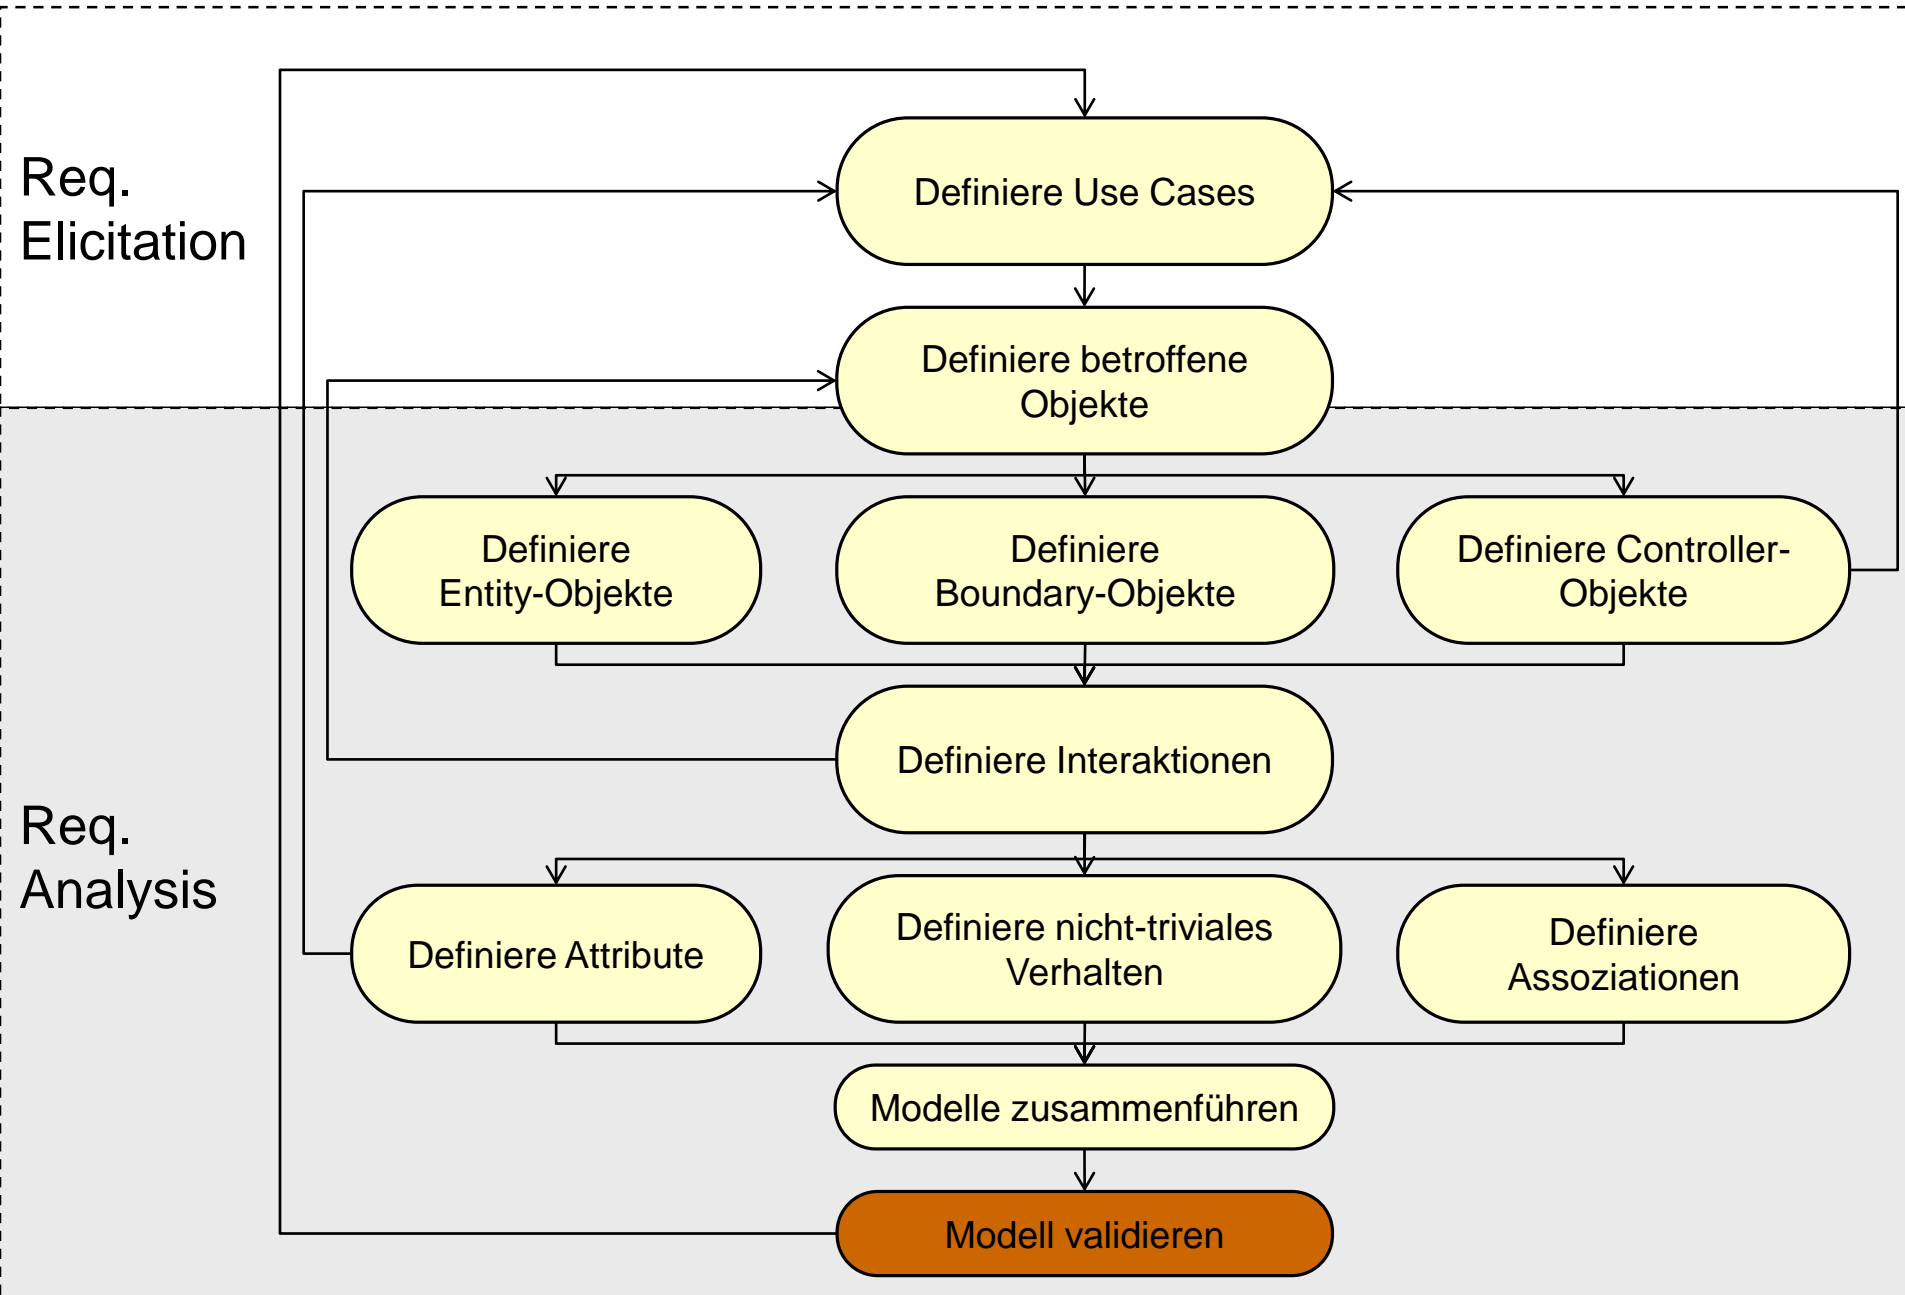 Req.
Elicitation
Definiere Use Cases
Definiere betroffene
Objekte
Definiere
Entity-Objekte
Definiere
Boundary-Objekte
Definiere Controller-
Objekte
Definiere Interaktionen
Req.
Analysis
Definiere Attribute
Definiere nicht-triviales
Verhalten
Definiere
Assoziationen
Modelle zusammenführen
Modell validieren